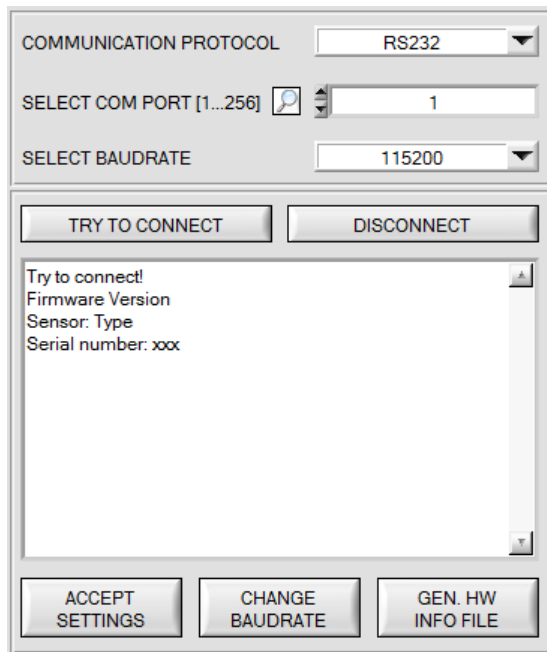 COMMUNICATION PROTOCOL RS232
SELECT COM PORT [1...256] 1
SELECT BAUDRATE 115200
TRY TO CONNECT DISCONNECT
Try to connect!
Firmware Version
Sensor: Type
Serial number: xxx
ACCEPT SETTINGS
CHANGE BAUDRATE
GEN. HW INFO FILE